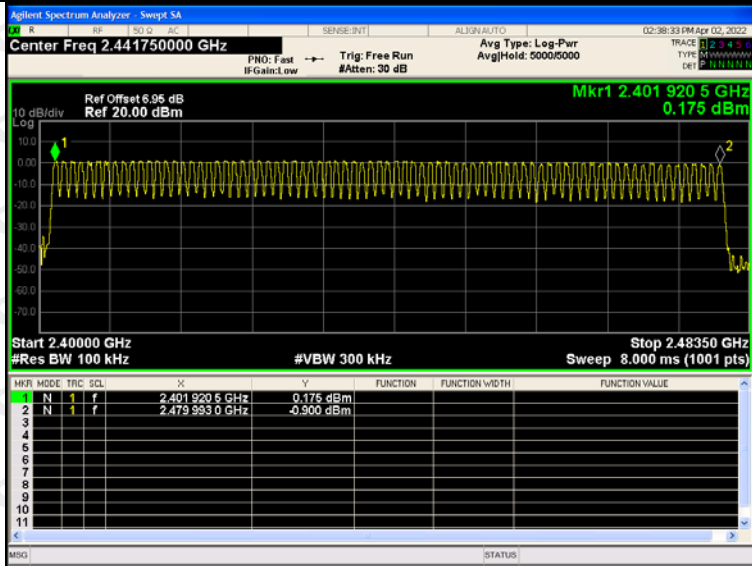 Agilent Spectrum Analyzer - Swept SA
R RF 50 Ω AC SENSE:INT ALIGNAUTO 02:38:33 PM Apr 02, 2022
Center Freq 2.441750000 GHz Avg Type: Log-Pwr TRACE 1 2 3 4 5 6
PNO: Fast Trig: Free Run Avg|Hold: 5000/5000 TYPE M
IFGain:Low #Atten: 30 dB DET P N N N N N
Mkr1 2.401 920 5 GHz
Ref Offset 6.95 dB
10 dB/div Ref 20.00 dBm 0.175 dBm
Log
1
2
10.0
0.00
-10.0
-20.0
-30.0
-40.0
-50.0
-60.0
-70.0
Start 2.40000 GHz Stop 2.48350 GHz
#Res BW 100 kHz #VBW 300 kHz Sweep 8.000 ms (1001 pts)
MKR MODE TRC SCL X Y FUNCTION FUNCTION WIDTH FUNCTION VALUE
1 N 1 f 2.401 920 5 GHz 0.175 dBm
2 N 1 f 2.479 993 0 GHz -0.900 dBm
3
4
5
6
7
8
9
10
11
MSG STATUS